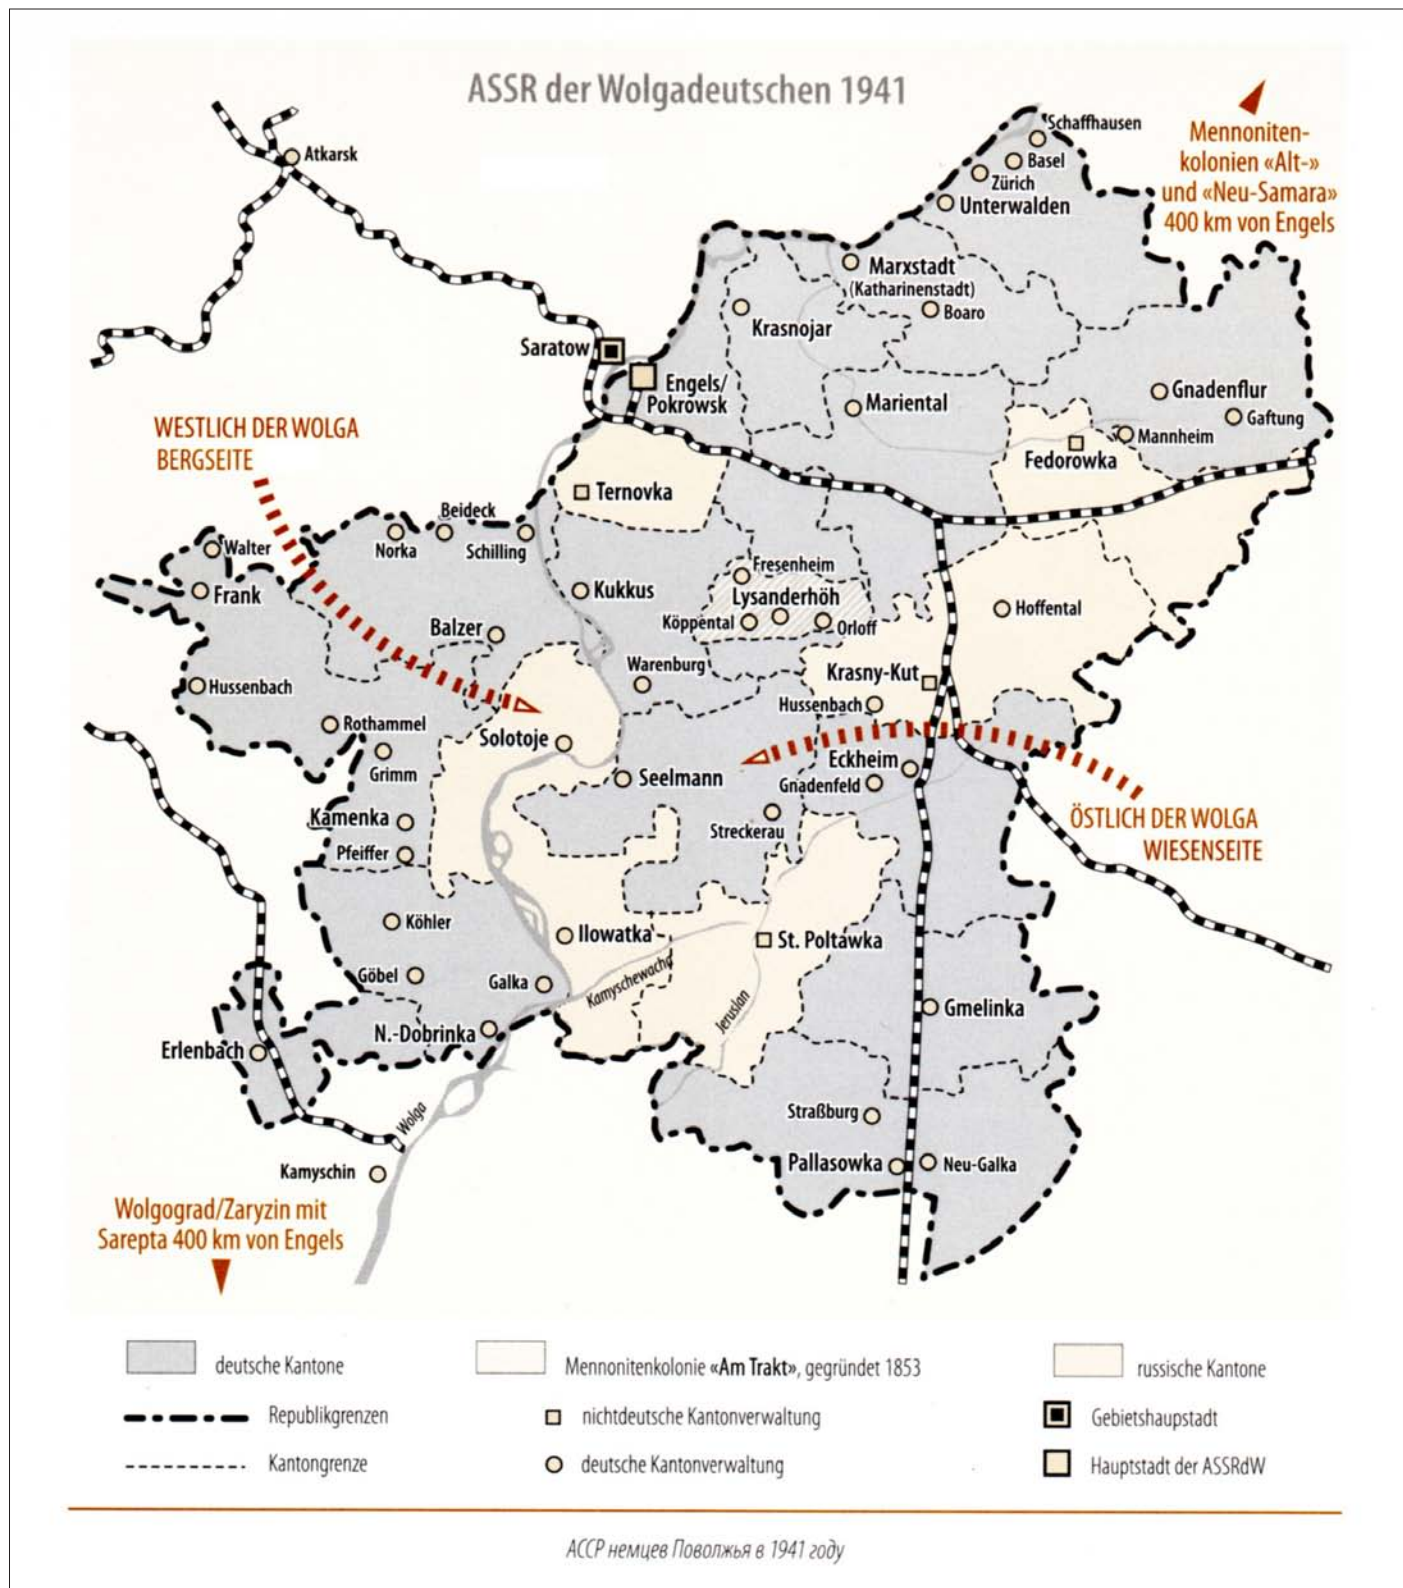 ASSR der Wolgadeutschen 1941
Mennoniten-
kolonien «Alt-»
und «Neu-Samara»
400 km von Engels
Atkarsk
Schaffhausen
Basel
Zürich
Unterwalden
Marxstadt
(Katharinenstadt)
Boaro
Krasnojar
Saratow
Engels/
Pokrowsk
Mariental
Gnadenflur
Gaftung
Mannheim
Fedorowka
WESTLICH DER WOLGA
BERGSEITE
Ternovka
Beideck
Norka
Schilling
Walter
Frank
Kukkus
Fresenheim
Lysanderhöh
Köppental
Orloff
Hoffental
Balzer
Warenburg
Krasny-Kut
Hussenbach
Hussenbach
Rothammel
Solotoje
Grimm
Seelmann
Eckheim
Gnadenfeld
Kamenka
Streckerau
Pfeiffer
ÖSTLICH DER WOLGA
WIESENSEITE
Köhler
Ilowatka
St. Poltawka
Göbel
Galka
Kamyschewacha
Jeruslan
Gmelinka
N.-Dobrinka
Erlenbach
Wolga
Straßburg
Pallasowka
Neu-Galka
Kamyschin
Wolgograd/Zaryzin mit
Sarepta 400 km von Engels
deutsche Kantone
Mennonitenkolonie «Am Trakt», gegründet 1853
russische Kantone
Republikgrenzen
nichtdeutsche Kantonverwaltung
Gebietshaupstadt
Kantongrenze
deutsche Kantonverwaltung
Hauptstadt der ASSRdW
АССР немцев Поволжья в 1941 году